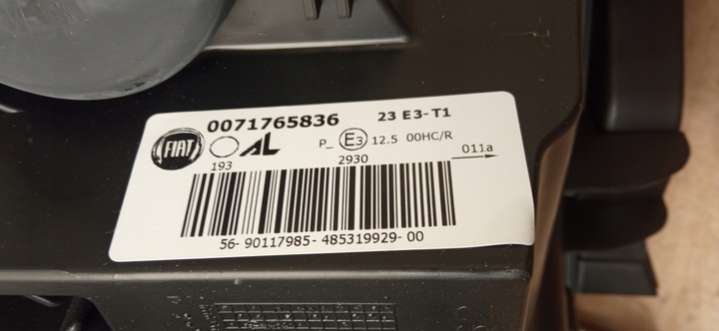 0071765836 23 E3-T1
FIAT AL P_ E3 12.5 00HC/R
193 2930 011a
56- 90117985- 485319929- 00